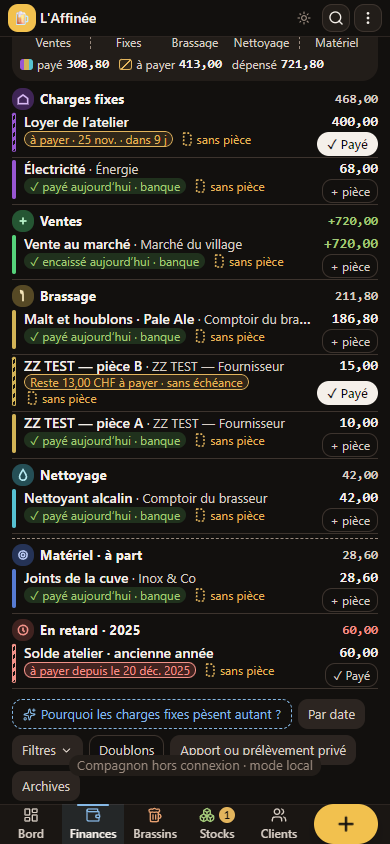 L'Affinée
Ventes Fixes Brassage Nettoyage Matériel
payé 308,80 à payer 413,00 dépensé 721,80
Charges fixes 468,00
Loyer de l'atelier 400,00
à payer · 25 nov. · dans 9 j sans pièce ✓ Payé
Électricité · Énergie 68,00
✓ payé aujourd'hui · banque sans pièce + pièce
Ventes +720,00
Vente au marché · Marché du village +720,00
✓ encaissé aujourd'hui · banque sans pièce + pièce
Brassage 211,80
Malt et houblons · Pale Ale · Comptoir du bra… 186,80
✓ payé aujourd'hui · banque sans pièce + pièce
ZZ TEST — pièce B · ZZ TEST — Fournisseur 15,00
Reste 13,00 CHF à payer · sans échéance ✓ Payé
sans pièce
ZZ TEST — pièce A · ZZ TEST — Fournisseur 10,00
✓ payé aujourd'hui · banque sans pièce + pièce
Nettoyage 42,00
Nettoyant alcalin · Comptoir du brasseur 42,00
✓ payé aujourd'hui · banque sans pièce + pièce
Matériel · à part 28,60
Joints de la cuve · Inox & Co 28,60
✓ payé aujourd'hui · banque sans pièce + pièce
En retard · 2025 60,00
Solde atelier · ancienne année 60,00
à payer depuis le 20 déc. 2025 sans pièce ✓ Payé
Pourquoi les charges fixes pèsent autant ? Par date
Filtres Doublons Apport ou prélèvement privé
Compagnon hors connexion · mode local
Archives
Bord Finances Brassins Stocks 1 Clients +